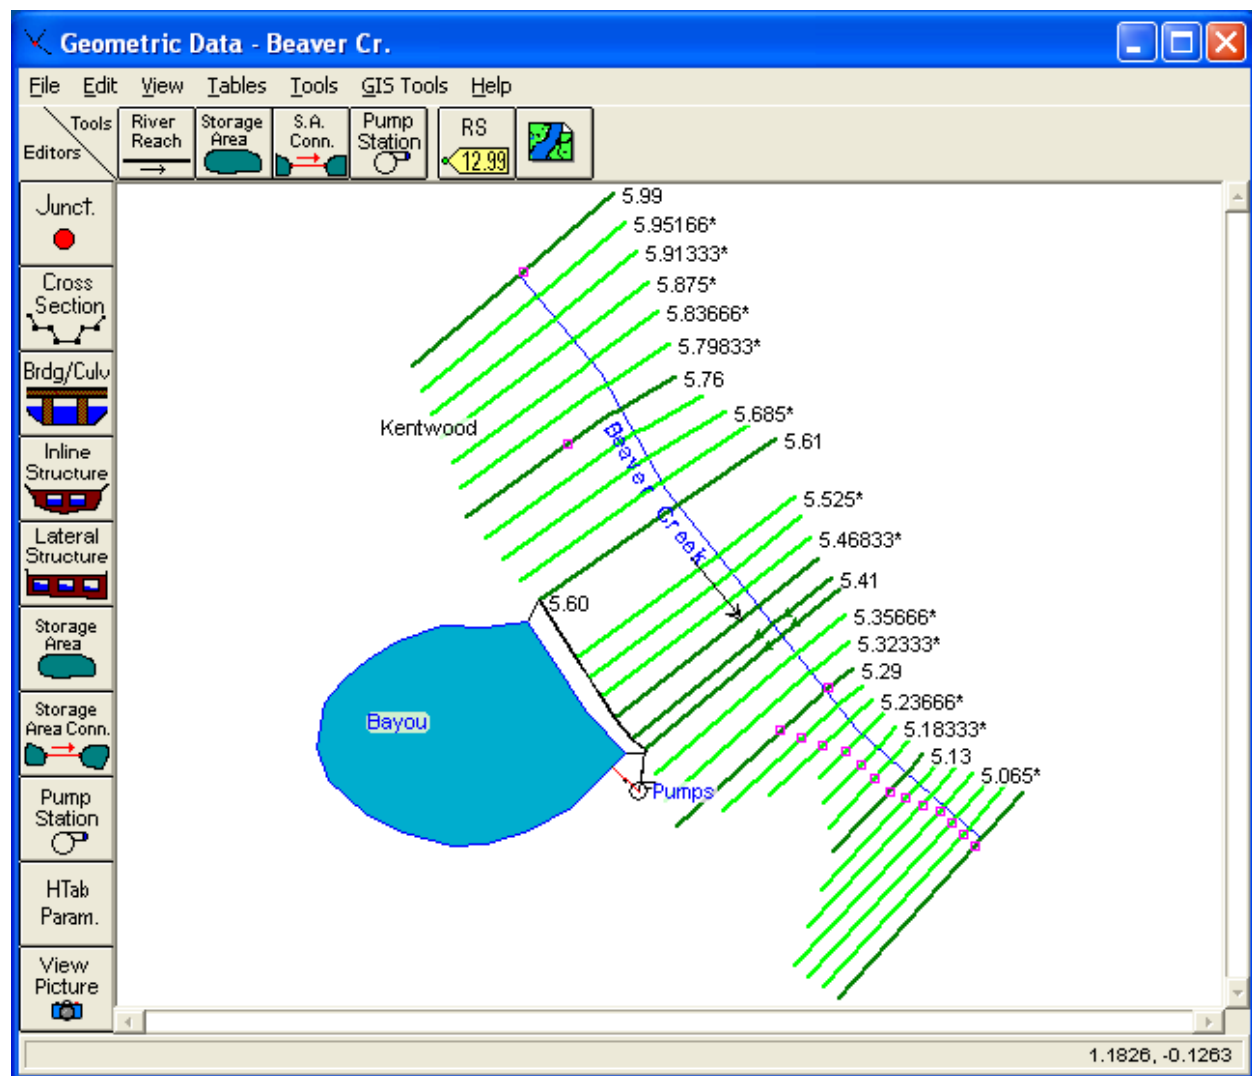 Geometric Data - Beaver Cr.
File Edit View Tables Tools GIS Tools Help
Tools
Editors
River
Reach
Storage
Area
S.A.
Conn.
Pump
Station
RS
12.99
Junct.
Cross
Section
Brdg/Culv
Inline
Structure
Lateral
Structure
Storage
Area
Storage
Area Conn.
Pump
Station
HTab
Param.
View
Picture
5.99
5.95166*
5.91333*
5.875*
5.83666*
5.79833*
5.76
Kentwood
5.685*
5.61
Beaver Creek
5.525*
5.46833*
5.41
5.60
5.35666*
5.32333*
5.29
5.23666*
Bayou
5.18333*
5.13
5.065*
Pumps
1.1826, -0.1263